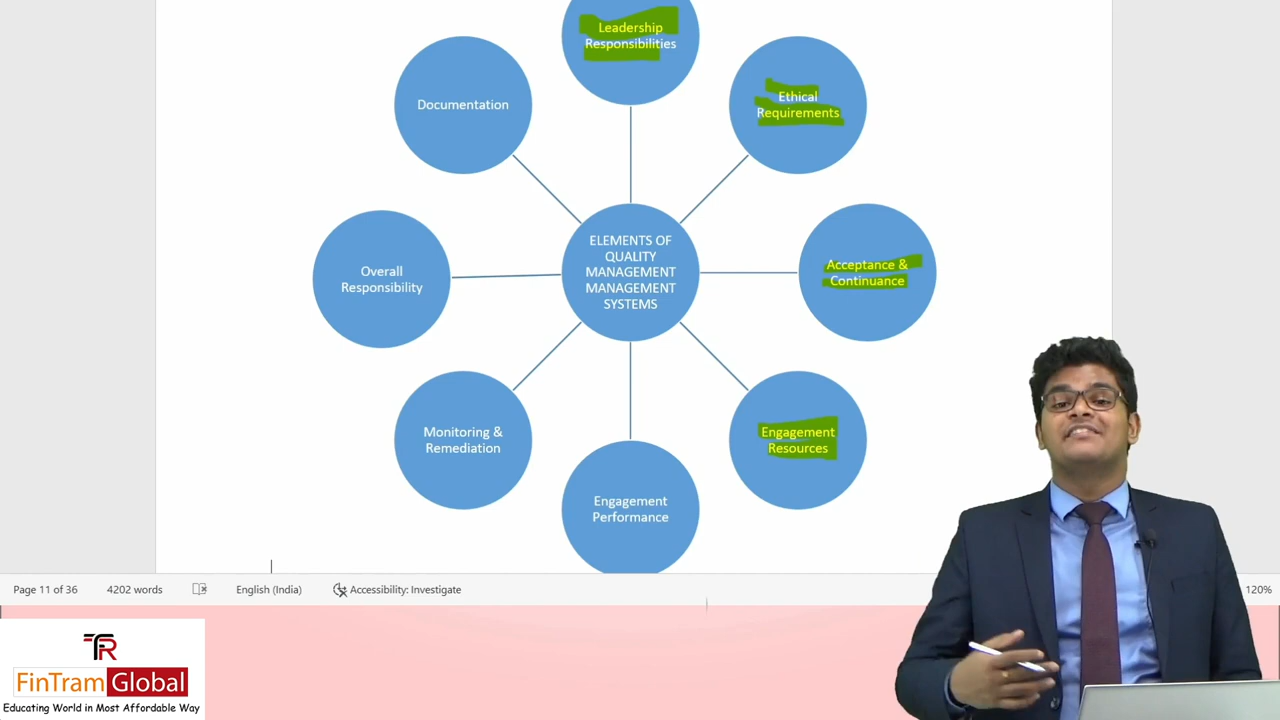 Leadership
Responsibilities
Ethical
Requirements
Documentation
ELEMENTS OF
QUALITY
MANAGEMENT
MANAGEMENT
SYSTEMS
Acceptance &
Continuance
Overall
Responsibility
Engagement
Resources
Monitoring &
Remediation
Engagement
Performance
Page 11 of 36
4202 words
English (India)
Accessibility: Investigate
120%
TR
FinTram Global
Educating World in Most Affordable Way